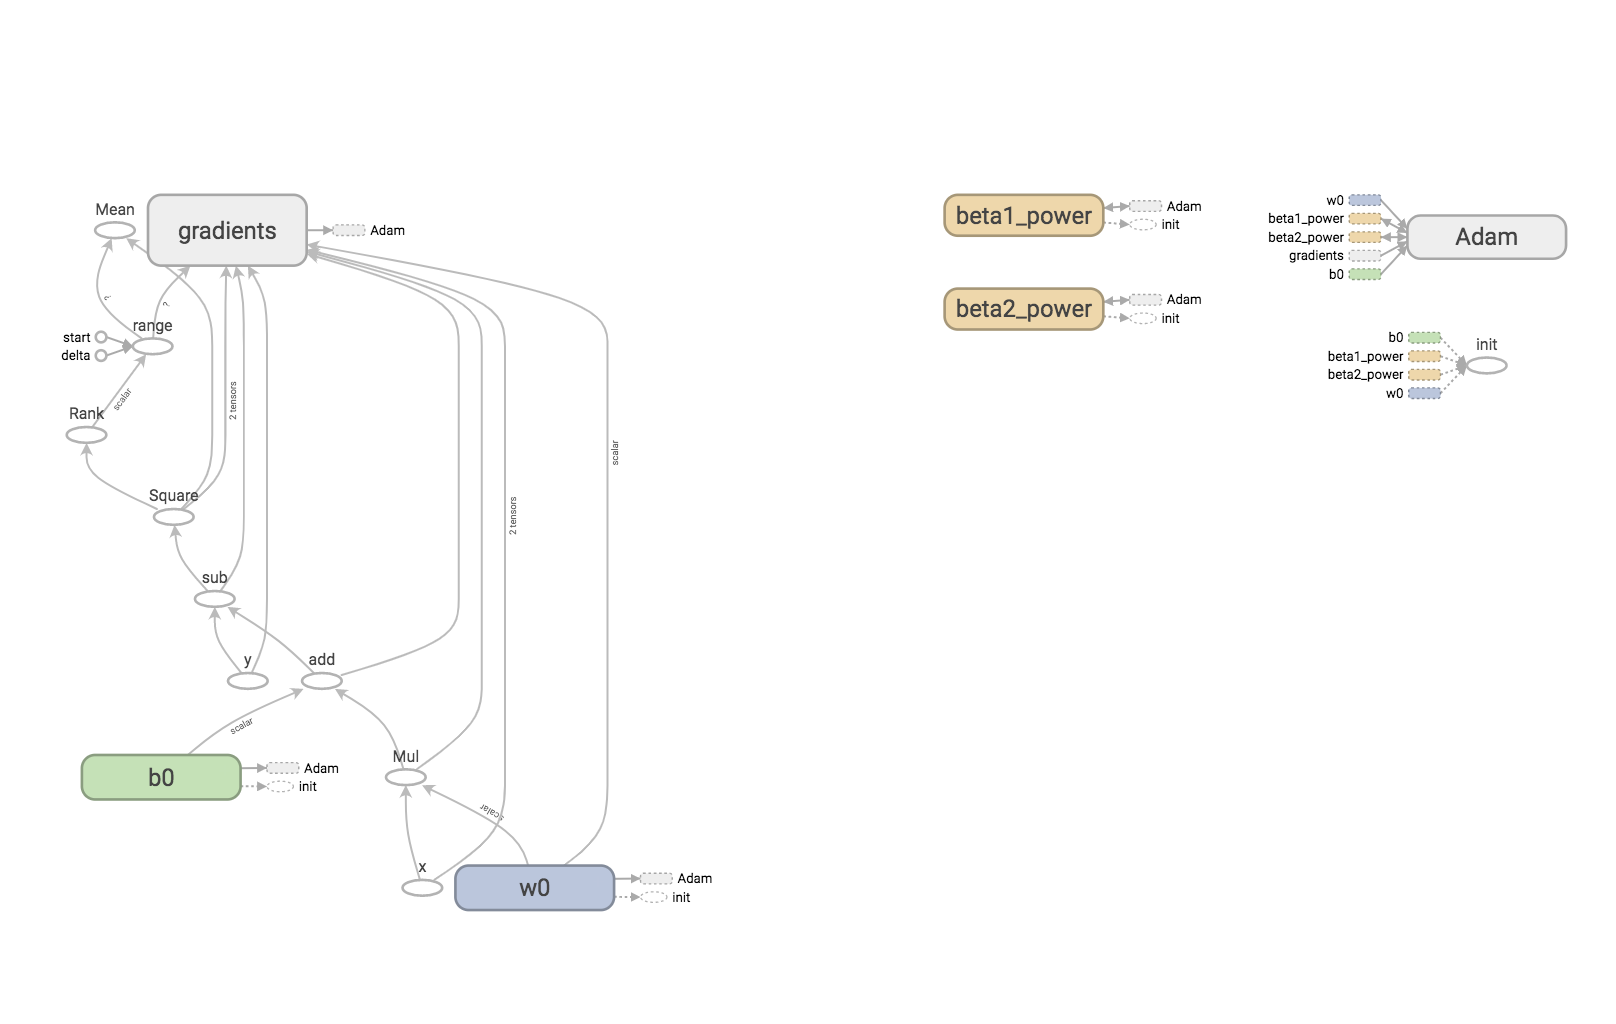 Mean
gradients
Adam
?
?
range
start
delta
scalar
Rank
2 tensors
scalar
Square
2 tensors
sub
y
add
scalar
b0
Adam
init
Mul
scalar
x
w0
Adam
init
beta1_power
Adam
init
beta2_power
Adam
init
w0
beta1_power
beta2_power
gradients
b0
Adam
b0
beta1_power
beta2_power
w0
init